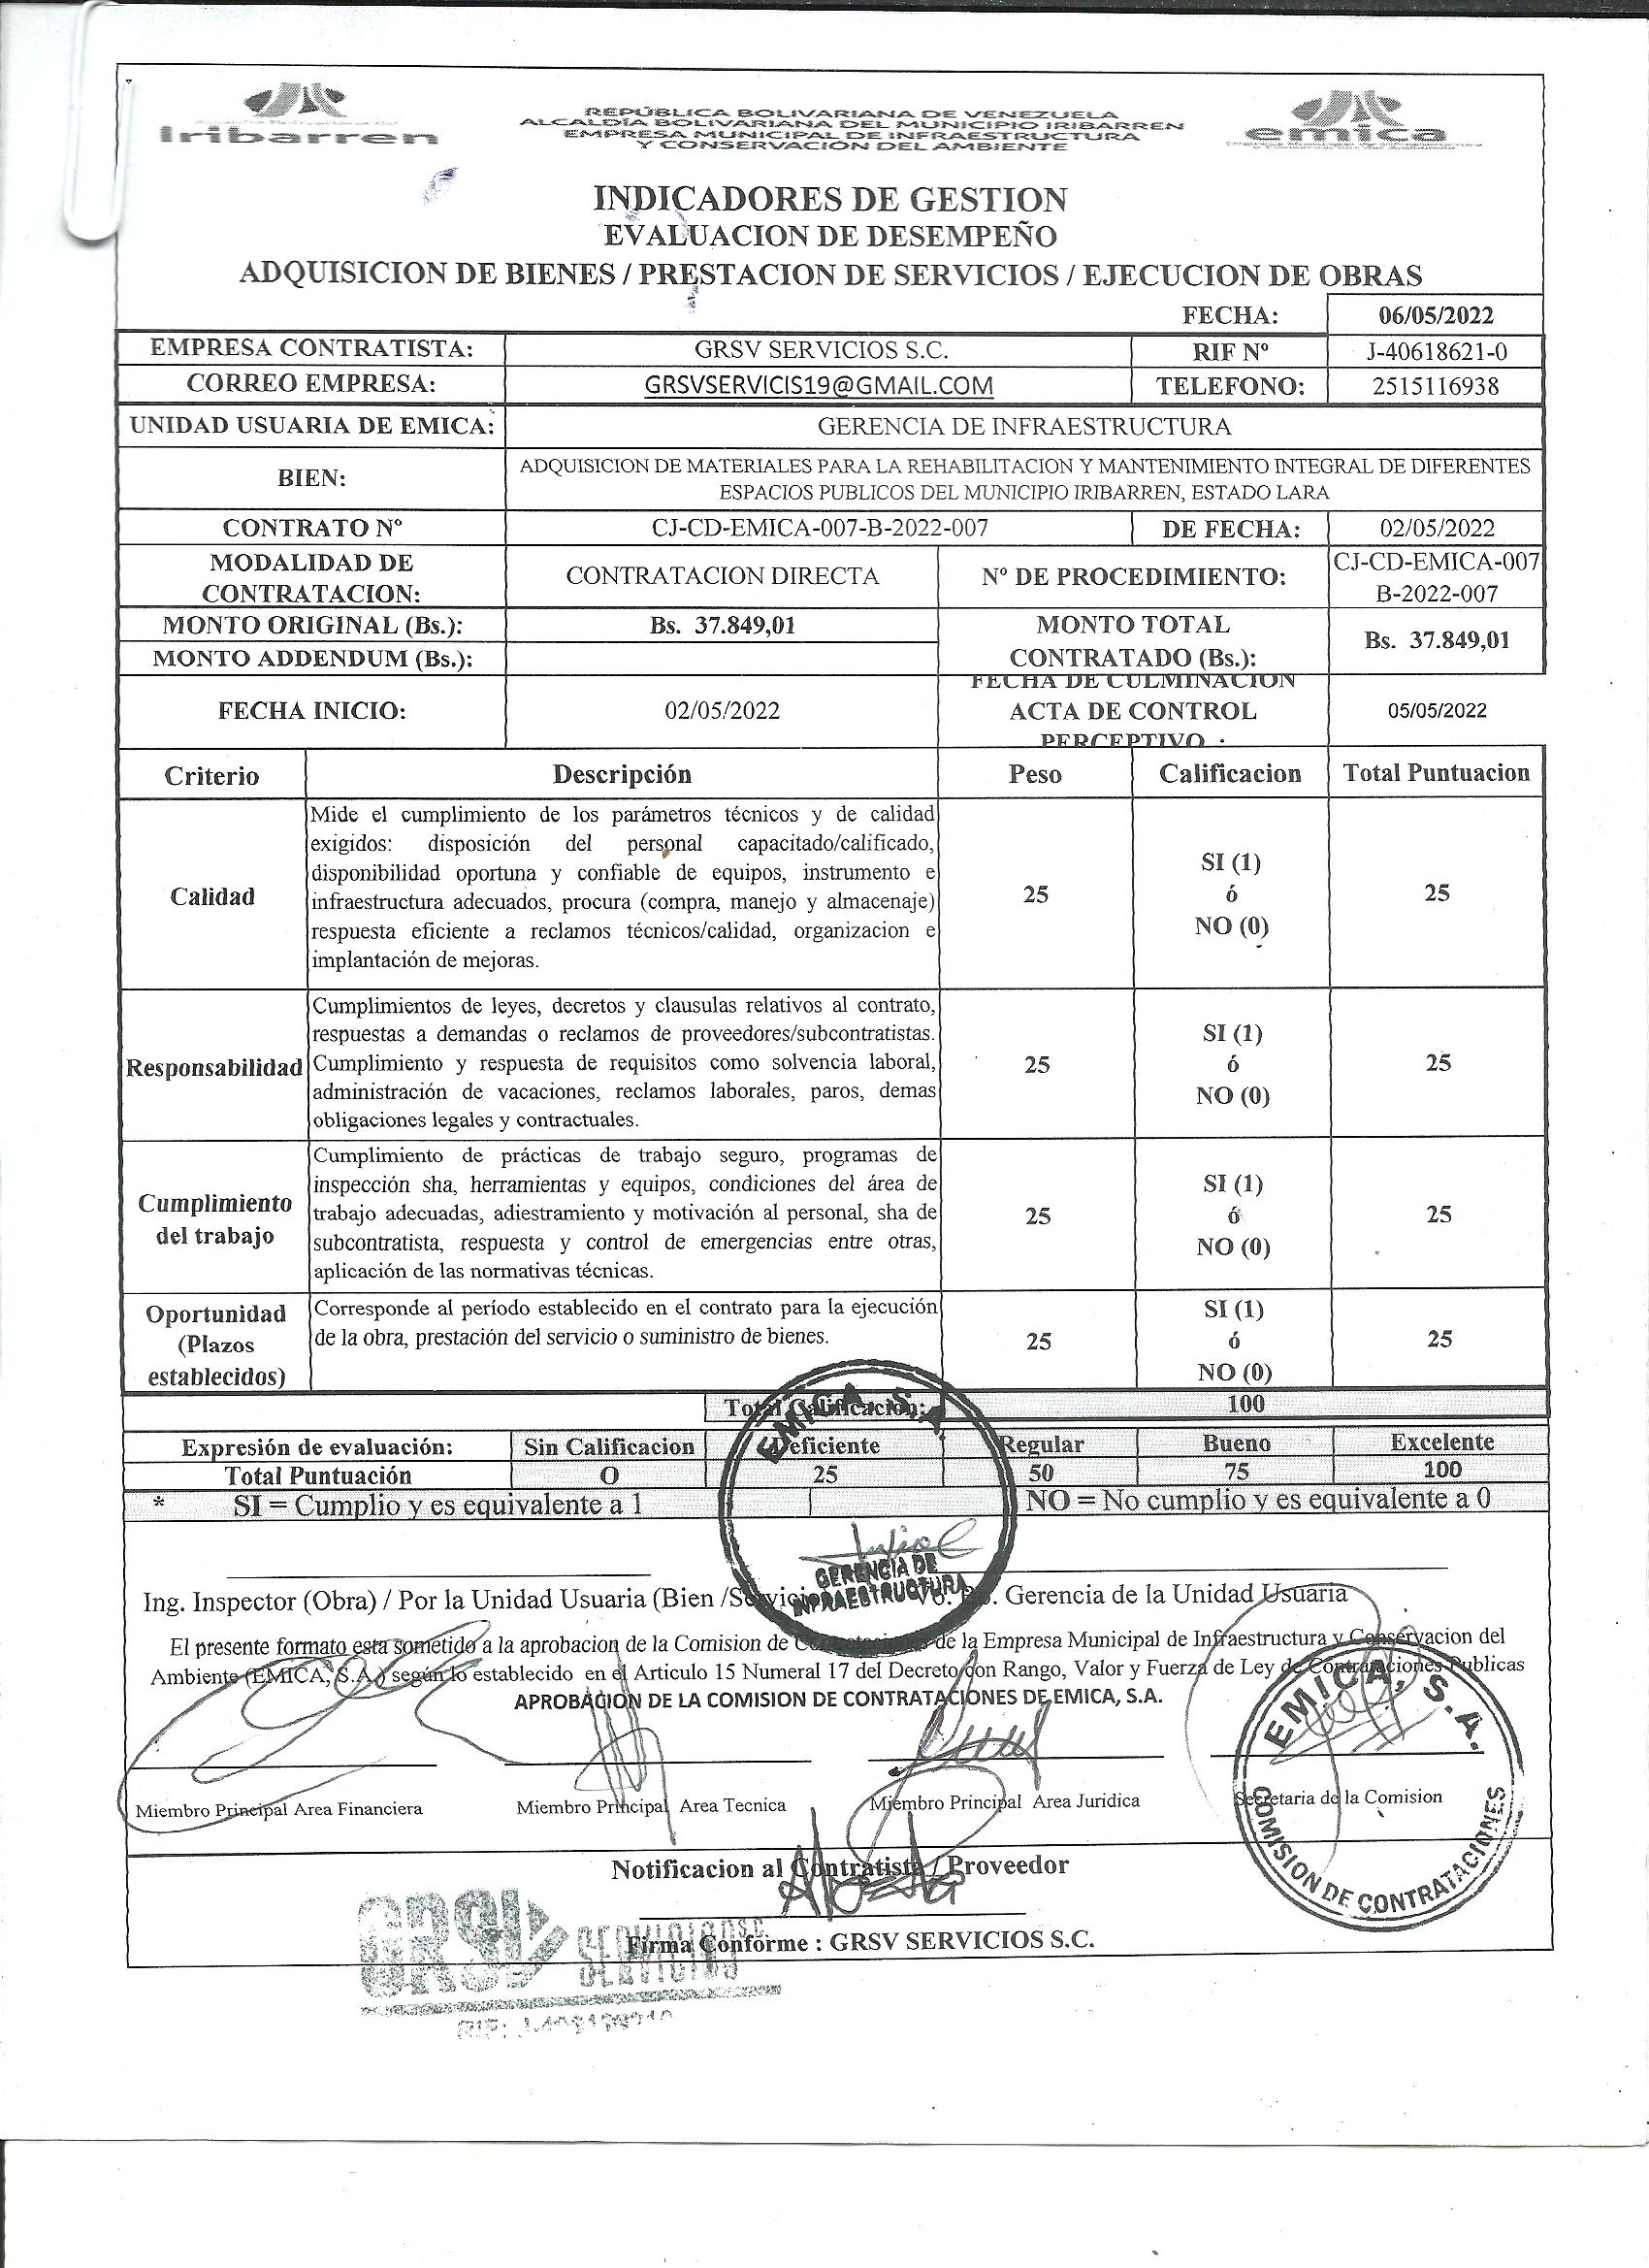 Iribarren
REPÚBLICA BOLIVARIANA DE VENEZUELA
ALCALDÍA BOLIVARIANA DEL MUNICIPIO IRIBARREN
EMPRESA MUNICIPAL DE INFRAESTRUCTURA
Y CONSERVACIÓN DEL AMBIENTE
emica
INDICADORES DE GESTION
EVALUACION DE DESEMPEÑO
ADQUISICION DE BIENES / PRESTACION DE SERVICIOS / EJECUCION DE OBRAS
FECHA: 06/05/2022
EMPRESA CONTRATISTA: GRSV SERVICIOS S.C. RIF Nº J-40618621-0
CORREO EMPRESA: GRSVSERVICIS19@GMAIL.COM TELEFONO: 2515116938
UNIDAD USUARIA DE EMICA: GERENCIA DE INFRAESTRUCTURA
BIEN: ADQUISICION DE MATERIALES PARA LA REHABILITACION Y MANTENIMIENTO INTEGRAL DE DIFERENTES
ESPACIOS PUBLICOS DEL MUNICIPIO IRIBARREN, ESTADO LARA
CONTRATO Nº CJ-CD-EMICA-007-B-2022-007 DE FECHA: 02/05/2022
MODALIDAD DE
CONTRATACION:
CONTRATACION DIRECTA
Nº DE PROCEDIMIENTO:
CJ-CD-EMICA-007
B-2022-007
MONTO ORIGINAL (Bs.): Bs. 37.849,01
MONTO ADDENDUM (Bs.):
MONTO TOTAL
CONTRATADO (Bs.):
Bs. 37.849,01
FECHA INICIO: 02/05/2022
FECHA DE CULMINACION
ACTA DE CONTROL
PERCEPTIVO :
05/05/2022
Criterio Descripción Peso Calificacion Total Puntuacion
Calidad
Mide el cumplimiento de los parámetros técnicos y de calidad
exigidos: disposición del personal capacitado/calificado,
disponibilidad oportuna y confiable de equipos, instrumento e
infraestructura adecuados, procura (compra, manejo y almacenaje)
respuesta eficiente a reclamos técnicos/calidad, organizacion e
implantación de mejoras.
25
SI (1)
ó
NO (0)
25
Responsabilidad
Cumplimientos de leyes, decretos y clausulas relativos al contrato,
respuestas a demandas o reclamos de proveedores/subcontratistas.
Cumplimiento y respuesta de requisitos como solvencia laboral,
administración de vacaciones, reclamos laborales, paros, demas
obligaciones legales y contractuales.
25
SI (1)
ó
NO (0)
25
Cumplimiento
del trabajo
Cumplimiento de prácticas de trabajo seguro, programas de
inspección sha, herramientas y equipos, condiciones del área de
trabajo adecuadas, adiestramiento y motivación al personal, sha de
subcontratista, respuesta y control de emergencias entre otras,
aplicación de las normativas técnicas.
25
SI (1)
ó
NO (0)
25
Oportunidad
(Plazos
establecidos)
Corresponde al período establecido en el contrato para la ejecución
de la obra, prestación del servicio o suministro de bienes.
25
SI (1)
ó
NO (0)
25
Total Calificacion: 100
Expresión de evaluación: Sin Calificacion Deficiente Regular Bueno Excelente
Total Puntuación O 25 50 75 100
* SI = Cumplio y es equivalente a 1 NO = No cumplio y es equivalente a 0
EMICA, S.A.
GERENCIA DE
INFRAESTRUCTURA
Ing. Inspector (Obra) / Por la Unidad Usuaria (Bien /Servicio) Vo. Bo. Gerencia de la Unidad Usuaria
El presente formato esta sometido a la aprobacion de la Comision de Contrataciones de la Empresa Municipal de Infraestructura y Conservacion del
Ambiente (EMICA, S.A.) según lo establecido en el Articulo 15 Numeral 17 del Decreto con Rango, Valor y Fuerza de Ley de Contrataciones Publicas
APROBACION DE LA COMISION DE CONTRATACIONES DE EMICA, S.A.
Miembro Principal Area Financiera Miembro Principal Area Tecnica Miembro Principal Area Juridica Secretaria de la Comision
EMICA, S.A.
COMISION DE CONTRATACIONES
Notificacion al Contratista / Proveedor
Firma Conforme : GRSV SERVICIOS S.C.
GRSV SERVICIOS S.C.